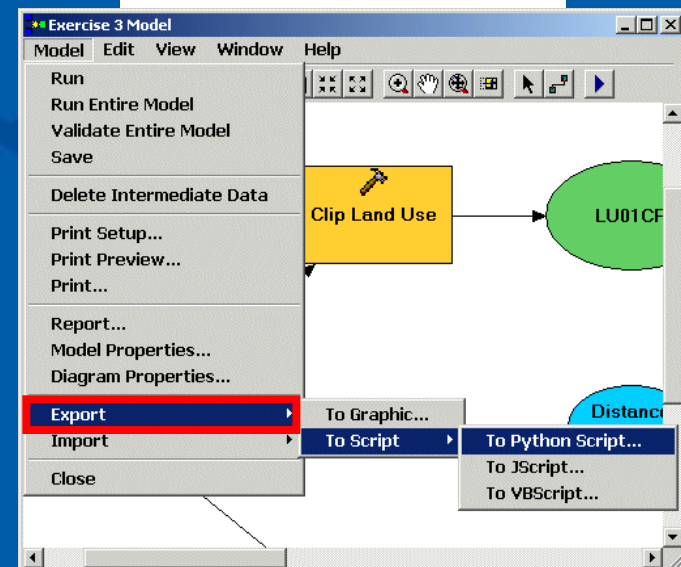 Exercise 3 Model
Model Edit View Window Help
Run
Run Entire Model
Validate Entire Model
Save
Delete Intermediate Data
Print Setup...
Print Preview...
Print...
Report...
Model Properties...
Diagram Properties...
Export
Import
Close
To Graphic...
To Script
To Python Script...
To JScript...
To VBScript...
Clip Land Use
LU01CF
Distanc